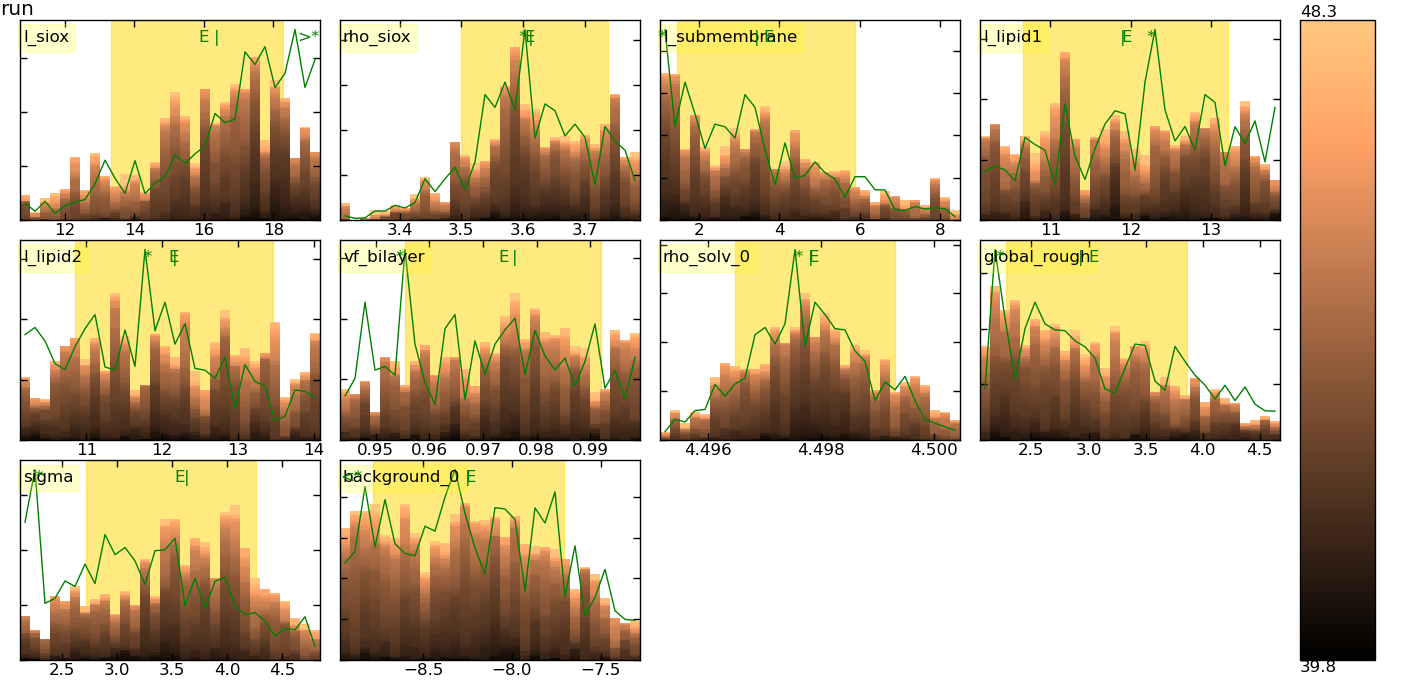 run
l_siox E | >*
12 14 16 18
rho_siox *E|
3.4 3.5 3.6 3.7
* l_submembrane | E
2 4 6 8
l_lipid1 |E *
11 12 13
48.3
l_lipid2 * E|
11 12 13 14
vf_bilayer * E |
0.95 0.96 0.97 0.98 0.99
rho_solv_0 * |E
4.496 4.498 4.500
global_rough * | E
2.5 3.0 3.5 4.0 4.5
sigma * E|
2.5 3.0 3.5 4.0 4.5
background_0 <* |E
−8.5 −8.0 −7.5
39.8